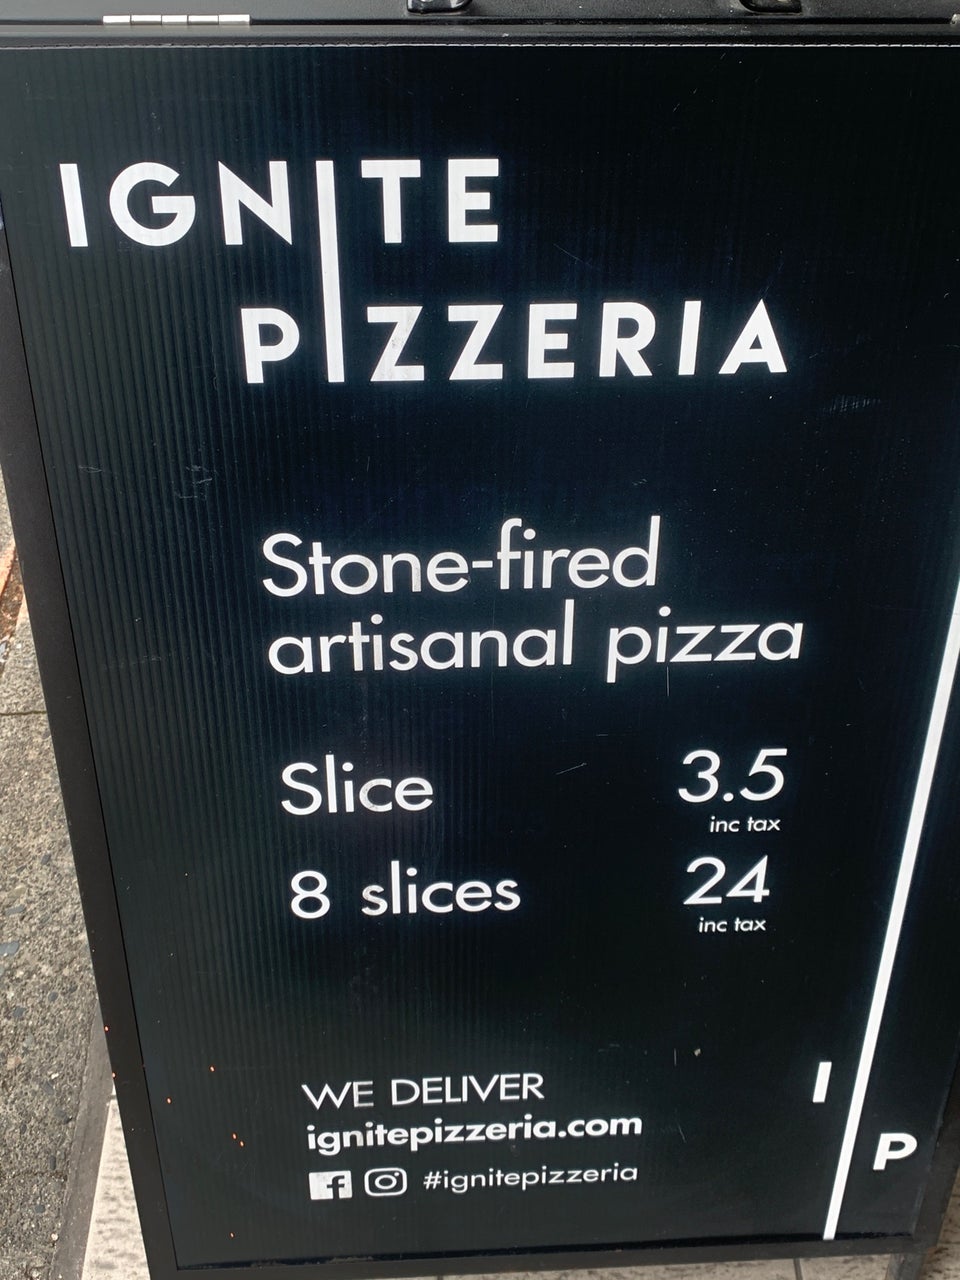 IGNITE
PIZZERIA
Stone-fired
artisanal pizza
Slice 3.5
inc tax
8 slices 24
inc tax
WE DELIVER
ignitepizzeria.com
#ignitepizzeria
I
P